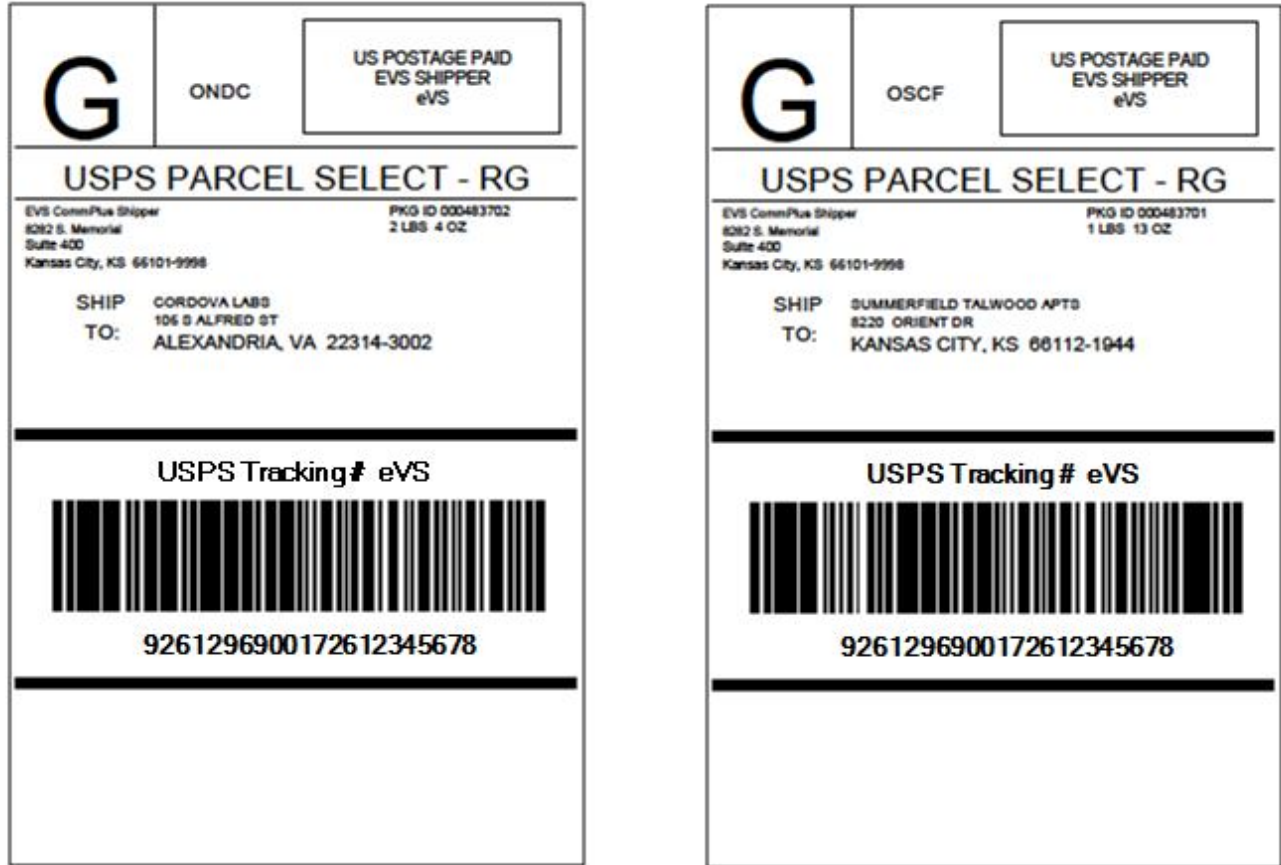 G
ONDC
US POSTAGE PAID
EVS SHIPPER
eVS
USPS PARCEL SELECT - RG
EVS CommPlus Shipper
8282 S. Memorial
Suite 400
Kansas City, KS 66101-9998
PKG ID 000483702
2 LBS 4 OZ
SHIP
TO:
CORDOVA LABS
106 S ALFRED ST
ALEXANDRIA, VA 22314-3002
USPS Tracking # eVS
9261296900172612345678
G
OSCF
US POSTAGE PAID
EVS SHIPPER
eVS
USPS PARCEL SELECT - RG
EVS CommPlus Shipper
8282 S. Memorial
Suite 400
Kansas City, KS 66101-9998
PKG ID 000483701
1 LBS 13 OZ
SHIP
TO:
SUMMERFIELD TALWOOD APTS
8220 ORIENT DR
KANSAS CITY, KS 66112-1944
USPS Tracking # eVS
9261296900172612345678